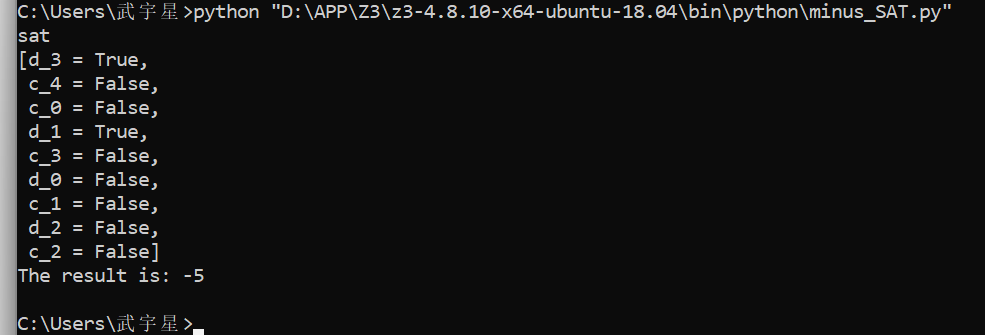 C:\Users\武宇星>python "D:\APP\Z3\z3-4.8.10-x64-ubuntu-18.04\bin\python\minus_SAT.py"
sat
[d_3 = True,
 c_4 = False,
 c_0 = False,
 d_1 = True,
 c_3 = False,
 d_0 = False,
 c_1 = False,
 d_2 = False,
 c_2 = False]
The result is: -5
C:\Users\武宇星>